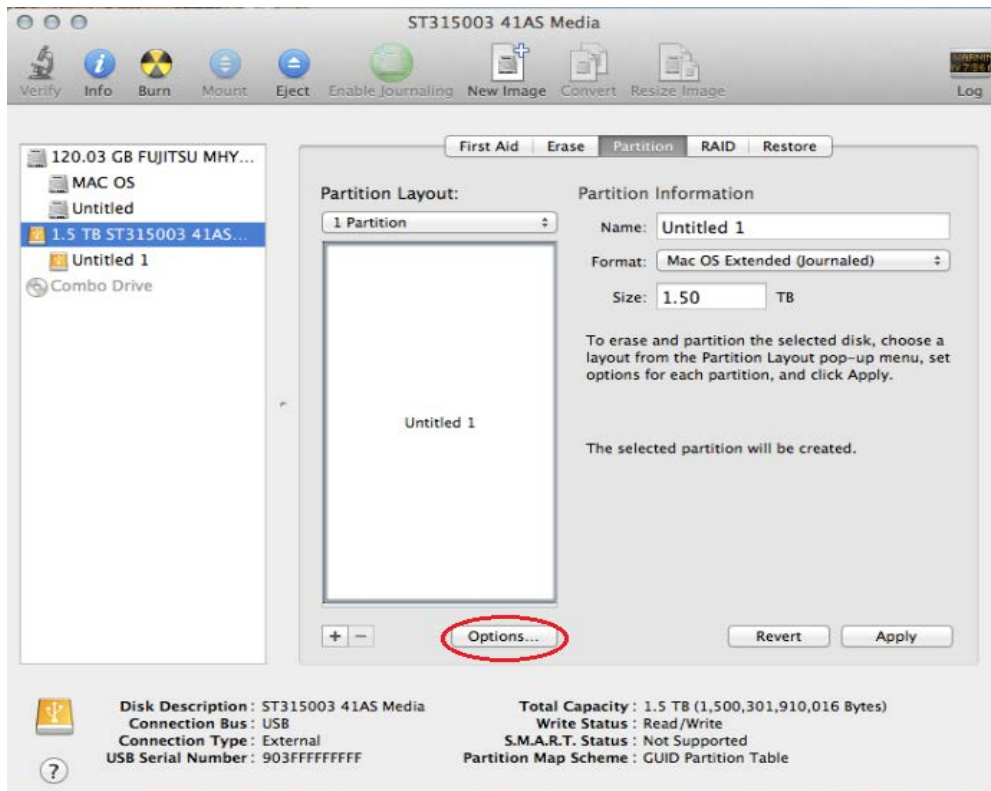 ST315003 41AS Media
Verify Info Burn Mount Eject Enable Journaling New Image Convert Resize Image Log
120.03 GB FUJITSU MHY...
MAC OS
Untitled
1.5 TB ST315003 41AS...
Untitled 1
Combo Drive
First Aid Erase Partition RAID Restore
Partition Layout:
1 Partition
Untitled 1
+ −
Options...
Partition Information
Name: Untitled 1
Format: Mac OS Extended (Journaled)
Size: 1.50 TB
To erase and partition the selected disk, choose a
layout from the Partition Layout pop-up menu, set
options for each partition, and click Apply.
The selected partition will be created.
Revert Apply
Disk Description : ST315003 41AS Media
Connection Bus : USB
Connection Type : External
USB Serial Number : 903FFFFFFFFF
Total Capacity : 1.5 TB (1,500,301,910,016 Bytes)
Write Status : Read/Write
S.M.A.R.T. Status : Not Supported
Partition Map Scheme : GUID Partition Table
?